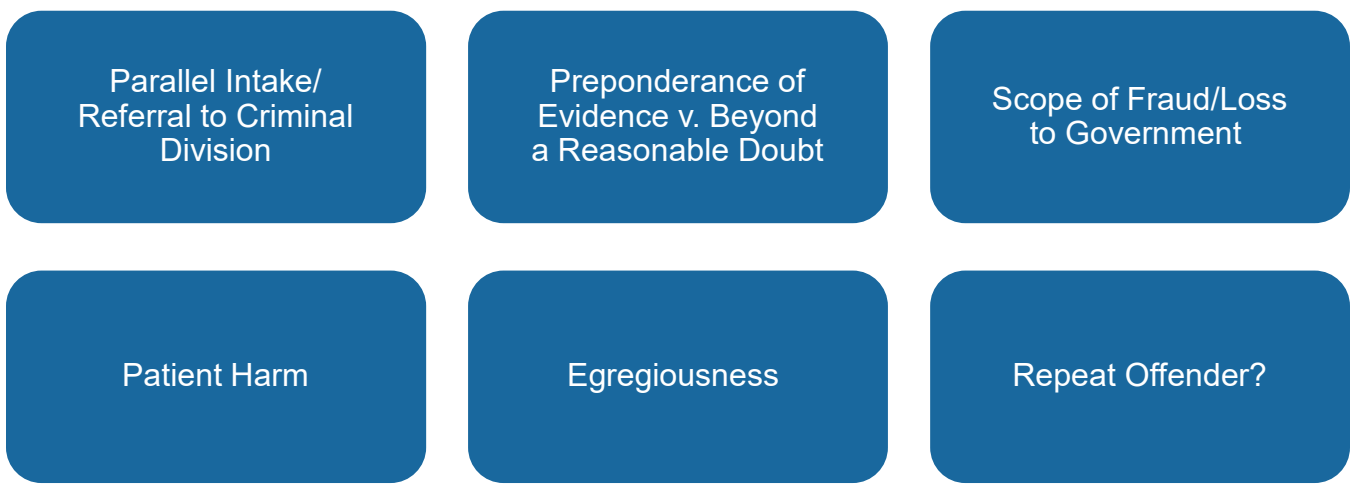 Parallel Intake/
Referral to Criminal
Division
Preponderance of
Evidence v. Beyond
a Reasonable Doubt
Scope of Fraud/Loss
to Government
Patient Harm
Egregiousness
Repeat Offender?